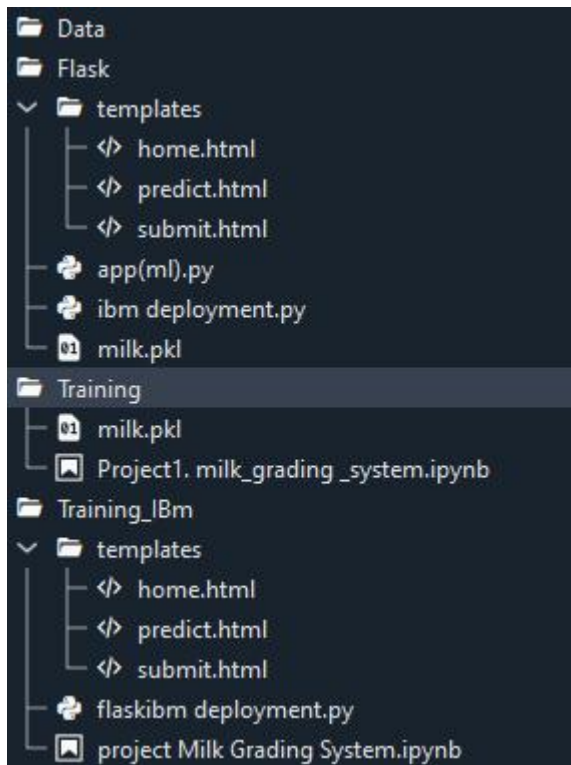 Data
Flask
templates
</> home.html
</> predict.html
</> submit.html
app(ml).py
ibm deployment.py
01 milk.pkl
Training
01 milk.pkl
Project1. milk_grading _system.ipynb
Training_IBm
templates
</> home.html
</> predict.html
</> submit.html
flaskibm deployment.py
project Milk Grading System.ipynb